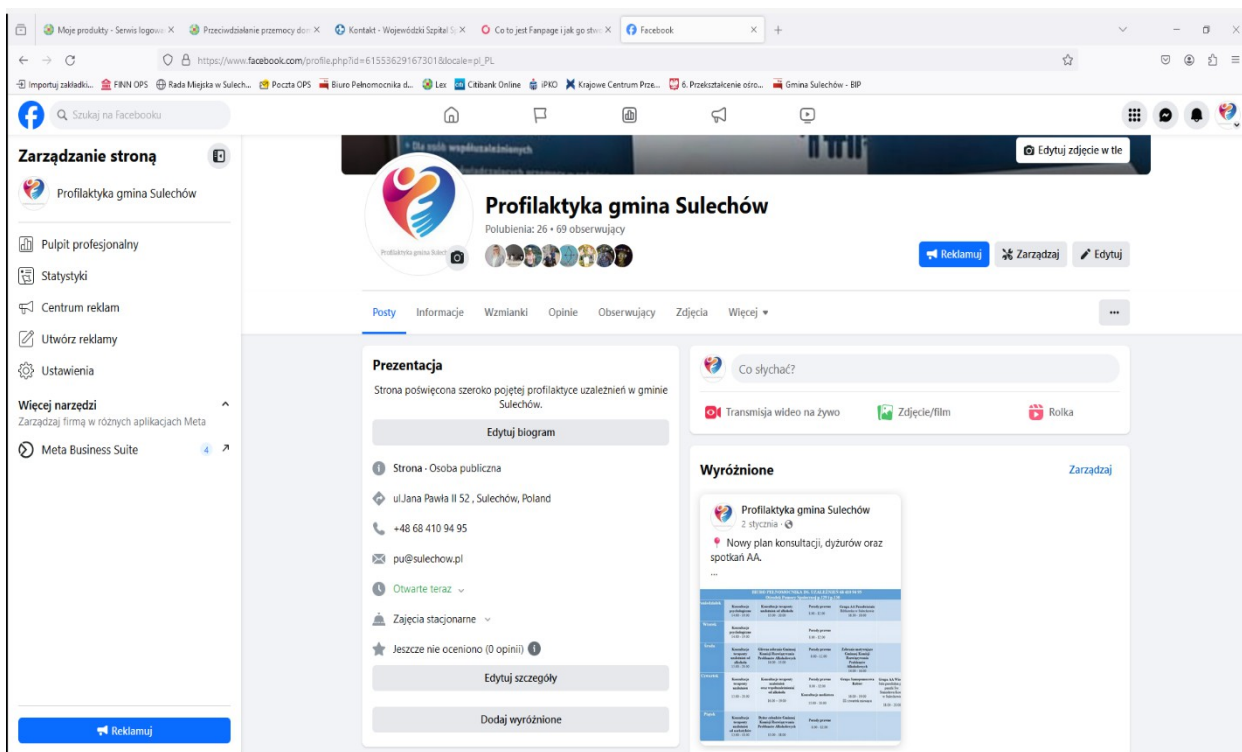 Moje produkty - Serwis logowa
Przeciwdziałanie przemocy dom
Kontakt - Wojewódzki Szpital S
Co to jest Fanpage i jak go stwo
Facebook
https://www.facebook.com/profile.php?id=61553629167301&locale=pl_PL
Importuj zakładki...
FINN OPS
Rada Miejska w Sulech...
Poczta OPS
Biuro Pełnomocnika d...
Lex
Citibank Online
iPKO
Krajowe Centrum Prze...
6. Przekształcenie ośro...
Gmina Sulechów - BIP
Szukaj na Facebooku
Zarządzanie stroną
Profilaktyka gmina Sulechów
Pulpit profesjonalny
Statystyki
Centrum reklam
Utwórz reklamy
Ustawienia
Więcej narzędzi
Zarządzaj firmą w różnych aplikacjach Meta
Meta Business Suite 4
Reklamuj
• Dla osób współuzależnionych
Edytuj zdjęcie w tle
Profilaktyka gmina Sulechów
Polubienia: 26 • 69 obserwujący
Reklamuj
Zarządzaj
Edytuj
Posty Informacje Wzmianki Opinie Obserwujący Zdjęcia Więcej
Prezentacja
Strona poświęcona szeroko pojętej profilaktyce uzależnień w gminie
Sulechów.
Edytuj biogram
Strona · Osoba publiczna
ul.Jana Pawła II 52 , Sulechów, Poland
+48 68 410 94 95
pu@sulechow.pl
Otwarte teraz
Zajęcia stacjonarne
Jeszcze nie oceniono (0 opinii)
Edytuj szczegóły
Dodaj wyróżnione
Co słychać?
Transmisja wideo na żywo
Zdjęcie/film
Rolka
Wyróżnione
Zarządzaj
Profilaktyka gmina Sulechów
2 stycznia
Nowy plan konsultacji, dyżurów oraz
spotkań AA.
...